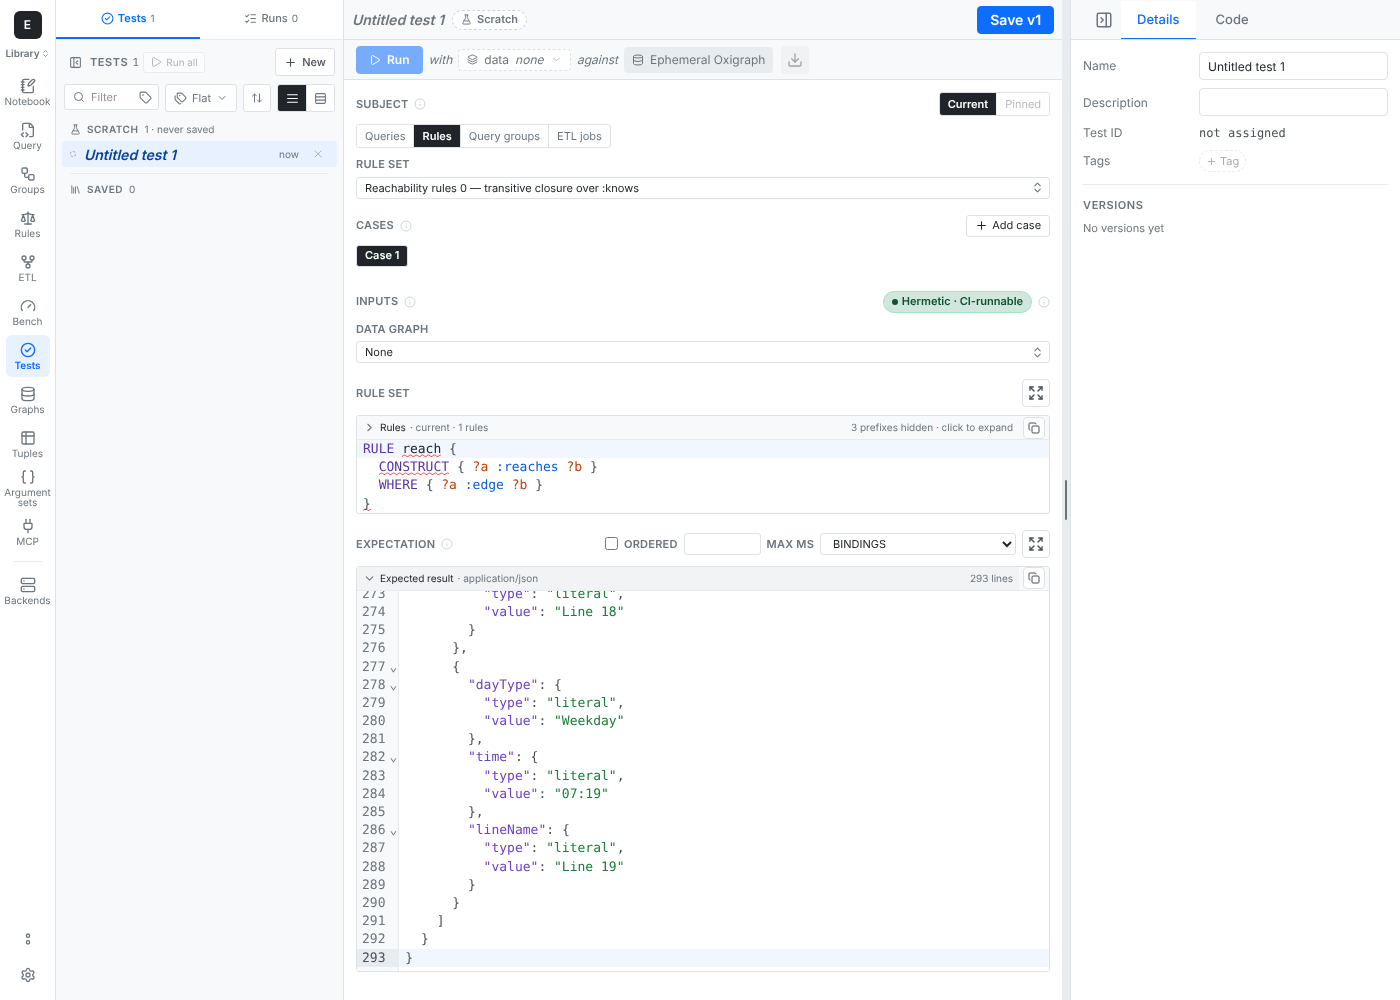 E
Library
Notebook
Query
Groups
Rules
ETL
Bench
Tests
Graphs
Tuples
Argument
sets
MCP
Backends
Tests 1
Runs 0
TESTS 1
Run all
New
Filter
Flat
SCRATCH 1 · never saved
Untitled test 1
now
SAVED 0
Untitled test 1
Scratch
Save v1
Run
with
data none
against
Ephemeral Oxigraph
SUBJECT
Current
Pinned
Queries
Rules
Query groups
ETL jobs
RULE SET
Reachability rules 0 — transitive closure over :knows
CASES
Add case
Case 1
INPUTS
Hermetic · CI-runnable
DATA GRAPH
None
RULE SET
Rules · current · 1 rules
3 prefixes hidden · click to expand
RULE reach {
CONSTRUCT { ?a :reaches ?b }
WHERE { ?a :edge ?b }
}
EXPECTATION
ORDERED
MAX MS
BINDINGS
Expected result · application/json
293 lines
273 "type": "literal",
274 "value": "Line 18"
275 }
276 },
277 {
278 "dayType": {
279 "type": "literal",
280 "value": "Weekday"
281 },
282 "time": {
283 "type": "literal",
284 "value": "07:19"
285 },
286 "lineName": {
287 "type": "literal",
288 "value": "Line 19"
289 }
290 }
291 ]
292 }
293 }
Details
Code
Name
Untitled test 1
Description
Test ID
not assigned
Tags
+ Tag
VERSIONS
No versions yet